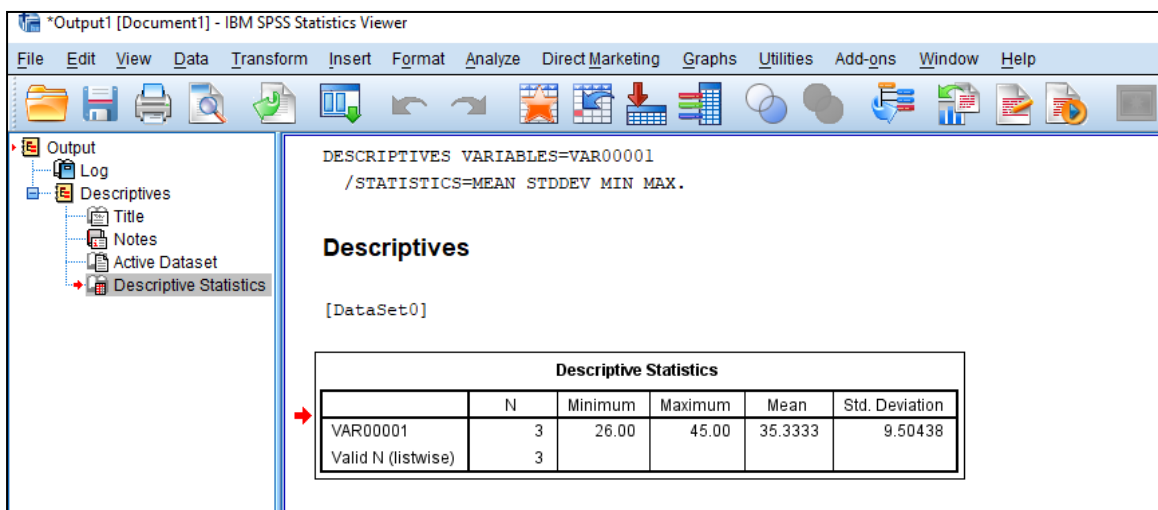 *Output1 [Document1] - IBM SPSS Statistics Viewer
File Edit View Data Transform Insert Format Analyze Direct Marketing Graphs Utilities Add-ons Window Help
Output
Log
Descriptives
Title
Notes
Active Dataset
Descriptive Statistics
DESCRIPTIVES VARIABLES=VAR00001
/STATISTICS=MEAN STDDEV MIN MAX.
Descriptives
[DataSet0]
Descriptive Statistics
N Minimum Maximum Mean Std. Deviation
VAR00001 3 26.00 45.00 35.3333 9.50438
Valid N (listwise) 3